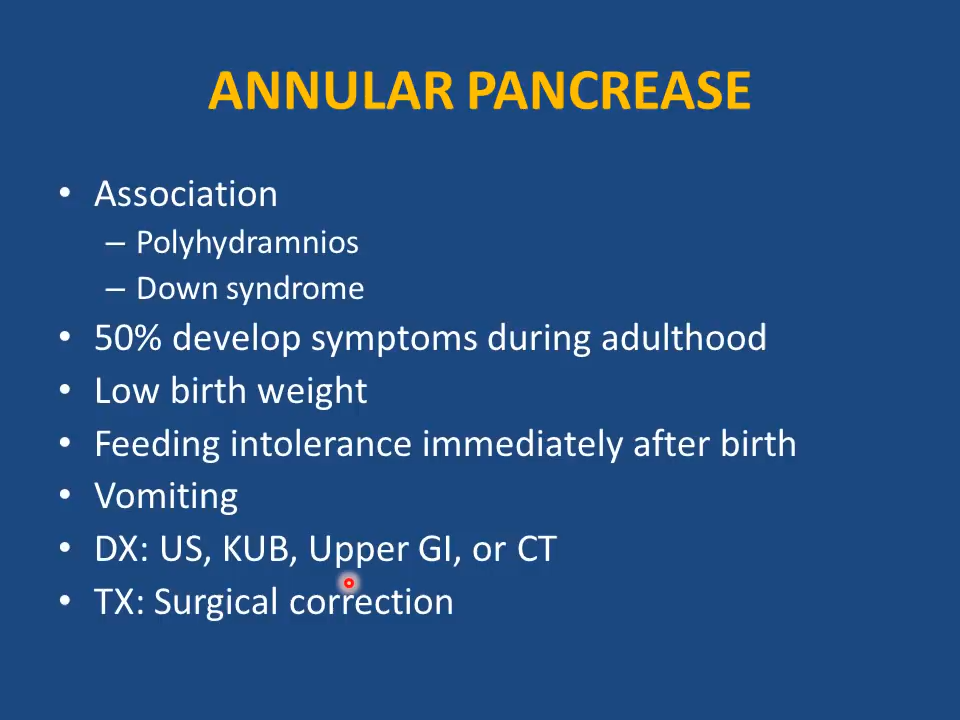 ANNULAR PANCREASE
• Association
– Polyhydramnios
– Down syndrome
• 50% develop symptoms during adulthood
• Low birth weight
• Feeding intolerance immediately after birth
• Vomiting
• DX: US, KUB, Upper GI, or CT
• TX: Surgical correction